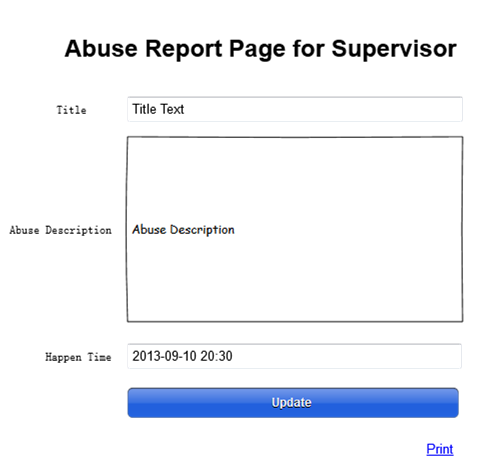 Abuse Report Page for Supervisor
Title
Title Text
Abuse Description
Abuse Description
Happen Time
2013-09-10 20:30
Update
Print